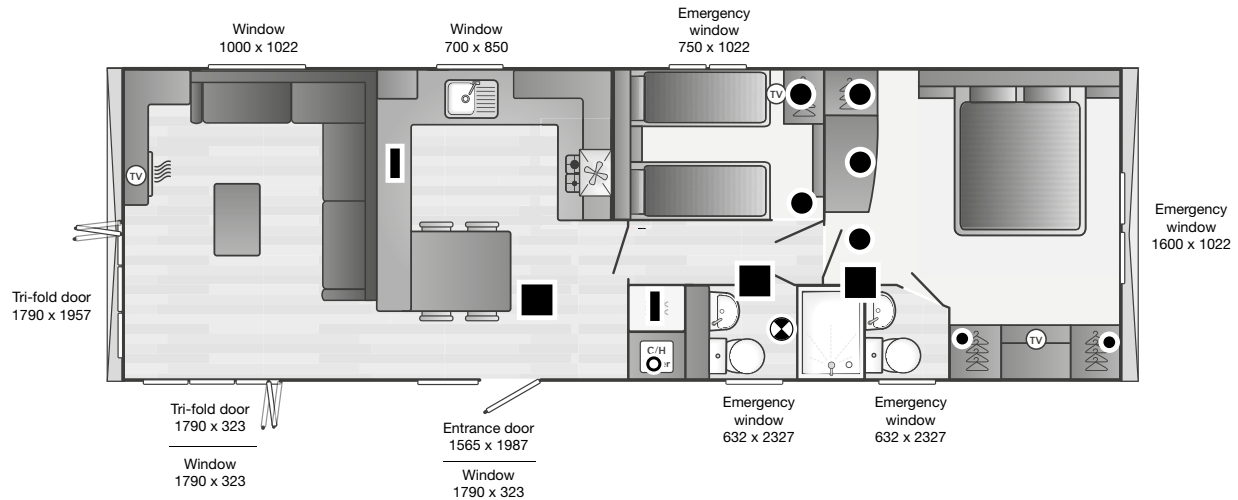 Window
1000 x 1022
Window
700 x 850
Emergency
window
750 x 1022
TV
TV
Emergency
window
1600 x 1022
Tri-fold door
1790 x 1957
C/H
TV
Tri-fold door
1790 x 323
Window
1790 x 323
Entrance door
1565 x 1987
Window
1790 x 323
Emergency
window
632 x 2327
Emergency
window
632 x 2327